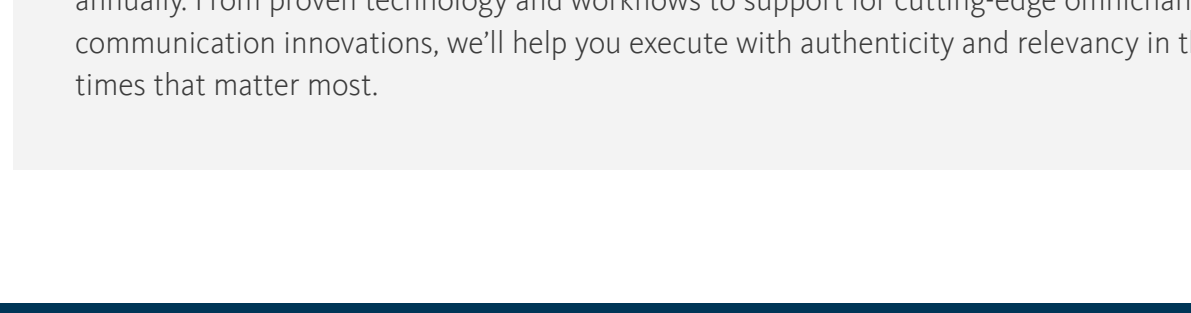 annually. From proven technology and workflows to support for cutting-edge omnichan
communication innovations, we’ll help you execute with authenticity and relevancy in t
times that matter most.